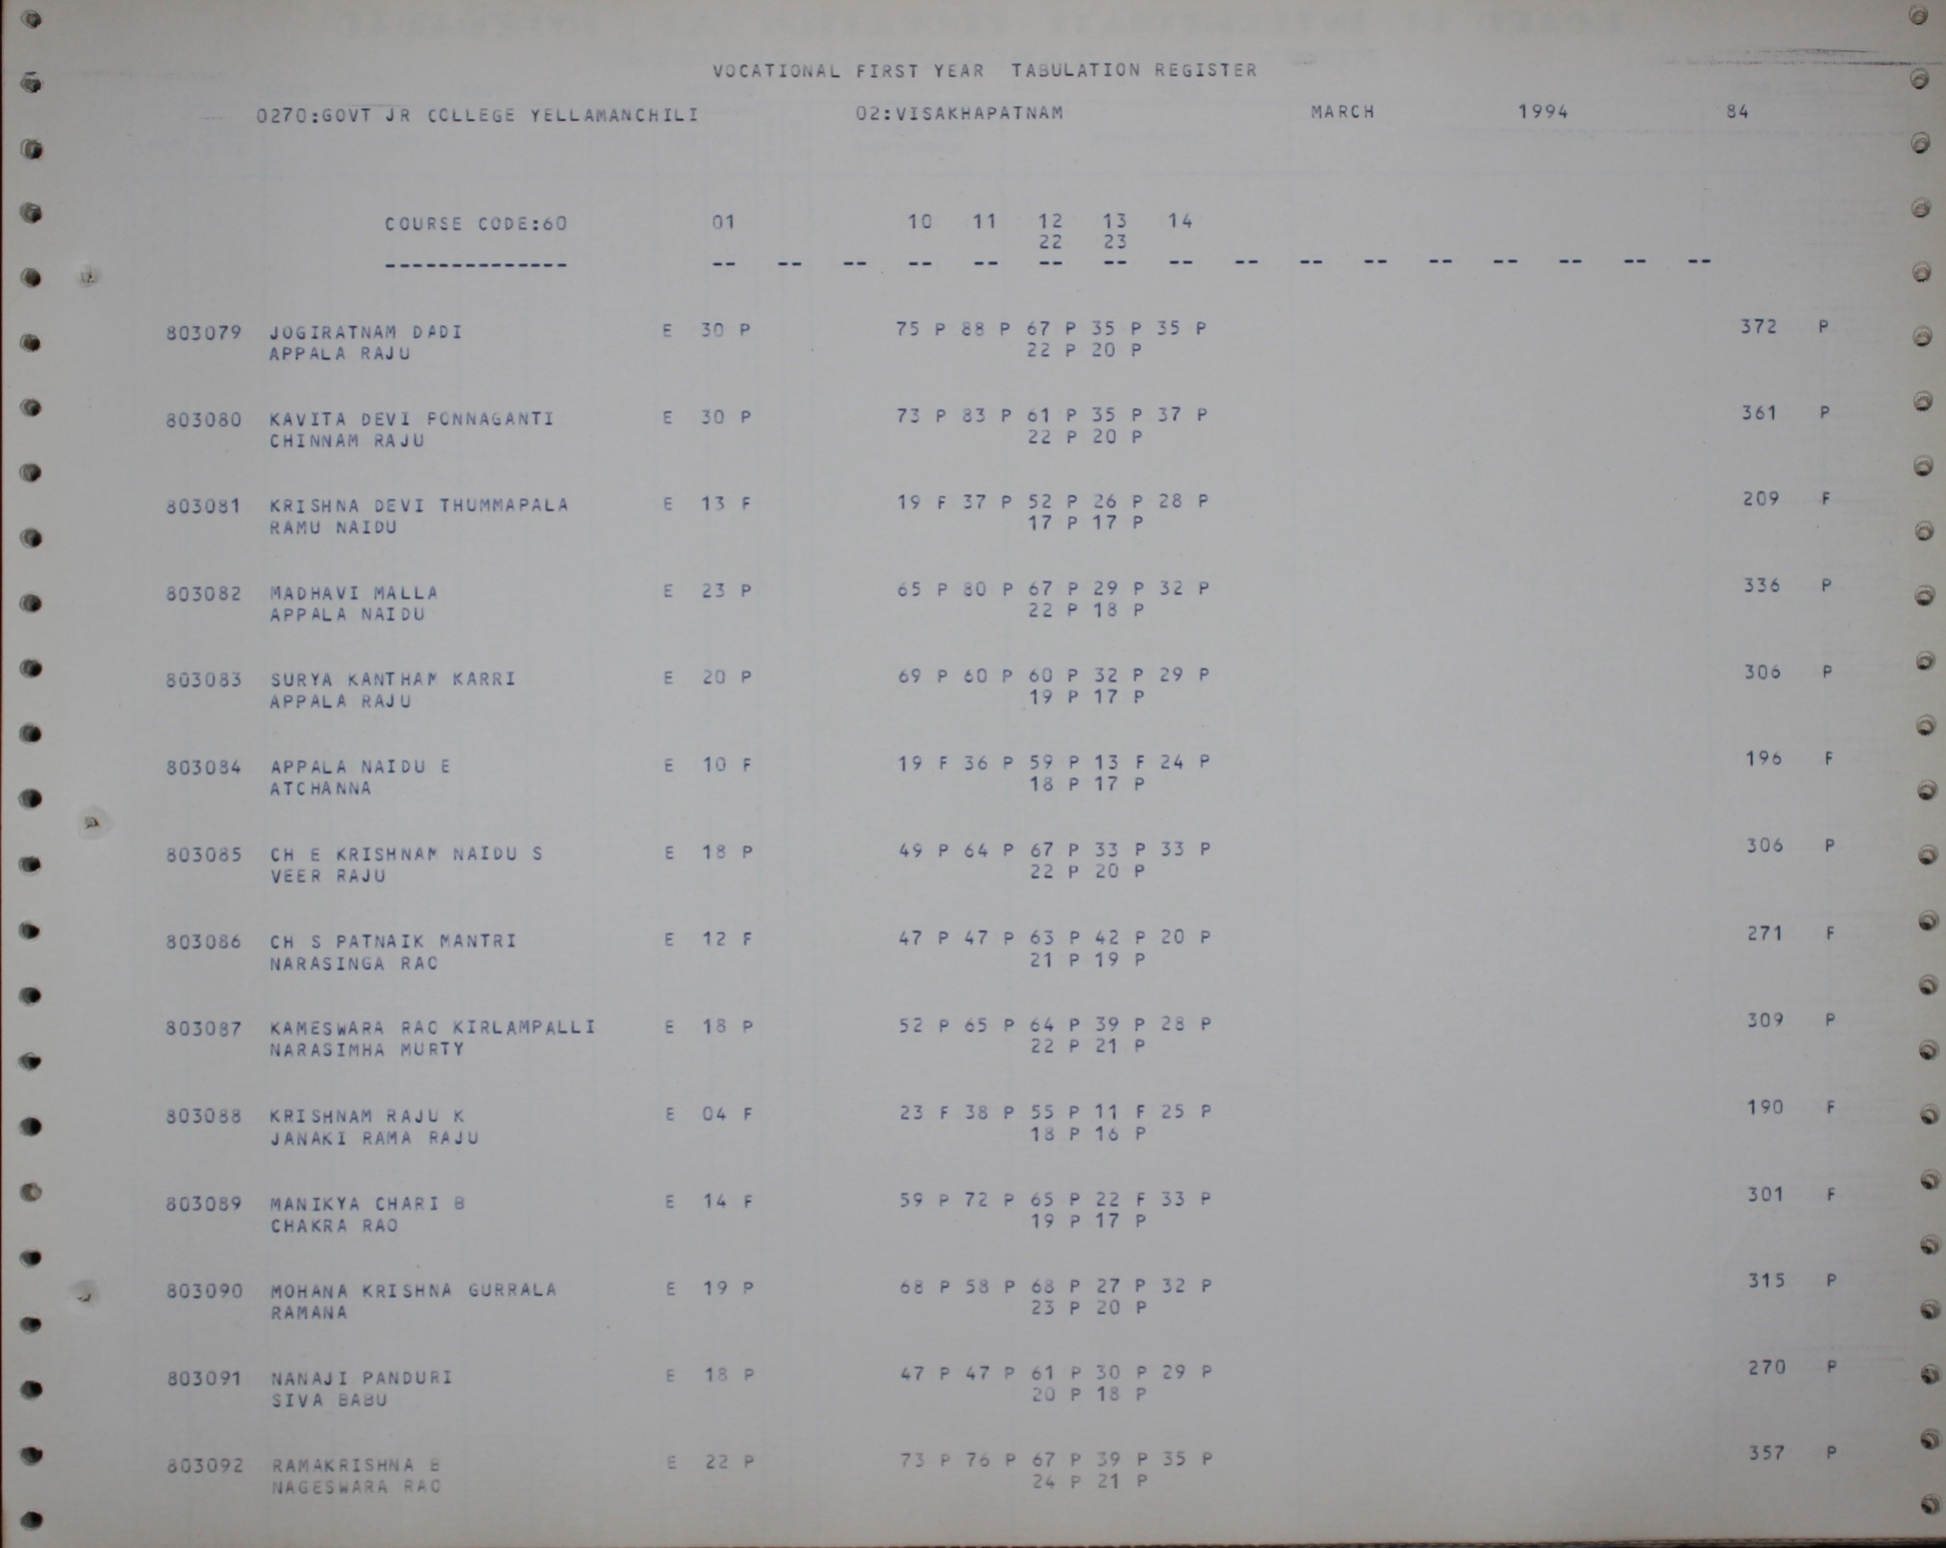 VOCATIONAL FIRST YEAR TABULATION REGISTER
0270:GOVT JR COLLEGE YELLAMANCHILI 02:VISAKHAPATNAM MARCH 1994 84
COURSE CODE:60 01 10 11 12 13 14
22 23
-------------- -- -- -- -- -- -- -- -- -- -- -- -- -- -- -- --
803079 JOGIRATNAM DADI E 30 P 75 P 88 P 67 P 35 P 35 P 372 P
APPALA RAJU 22 P 20 P
803080 KAVITA DEVI PONNAGANTI E 30 P 73 P 83 P 61 P 35 P 37 P 361 P
CHINNAM RAJU 22 P 20 P
803081 KRISHNA DEVI THUMMAPALA E 13 F 19 F 37 P 52 P 26 P 28 P 209 F
RAMU NAIDU 17 P 17 P
803082 MADHAVI MALLA E 23 P 65 P 80 P 67 P 29 P 32 P 336 P
APPALA NAIDU 22 P 18 P
803083 SURYA KANTHAM KARRI E 20 P 69 P 60 P 60 P 32 P 29 P 306 P
APPALA RAJU 19 P 17 P
803084 APPALA NAIDU E E 10 F 19 F 36 P 59 P 13 F 24 P 196 F
ATCHANNA 18 P 17 P
803085 CH E KRISHNAM NAIDU S E 18 P 49 P 64 P 67 P 33 P 33 P 306 P
VEER RAJU 22 P 20 P
803086 CH S PATNAIK MANTRI E 12 F 47 P 47 P 63 P 42 P 20 P 271 F
NARASINGA RAO 21 P 19 P
803087 KAMESWARA RAO KIRLAMPALLI E 18 P 52 P 65 P 64 P 39 P 28 P 309 P
NARASIMHA MURTY 22 P 21 P
803088 KRISHNAM RAJU K E 04 F 23 F 38 P 55 P 11 F 25 P 190 F
JANAKI RAMA RAJU 18 P 16 P
803089 MANIKYA CHARI B E 14 F 59 P 72 P 65 P 22 F 33 P 301 F
CHAKRA RAO 19 P 17 P
803090 MOHANA KRISHNA GURRALA E 19 P 68 P 58 P 68 P 27 P 32 P 315 P
RAMANA 23 P 20 P
803091 NANAJI PANDURI E 18 P 47 P 47 P 61 P 30 P 29 P 270 P
SIVA BABU 20 P 18 P
803092 RAMAKRISHNA B E 22 P 73 P 76 P 67 P 39 P 35 P 357 P
NAGESWARA RAO 24 P 21 P